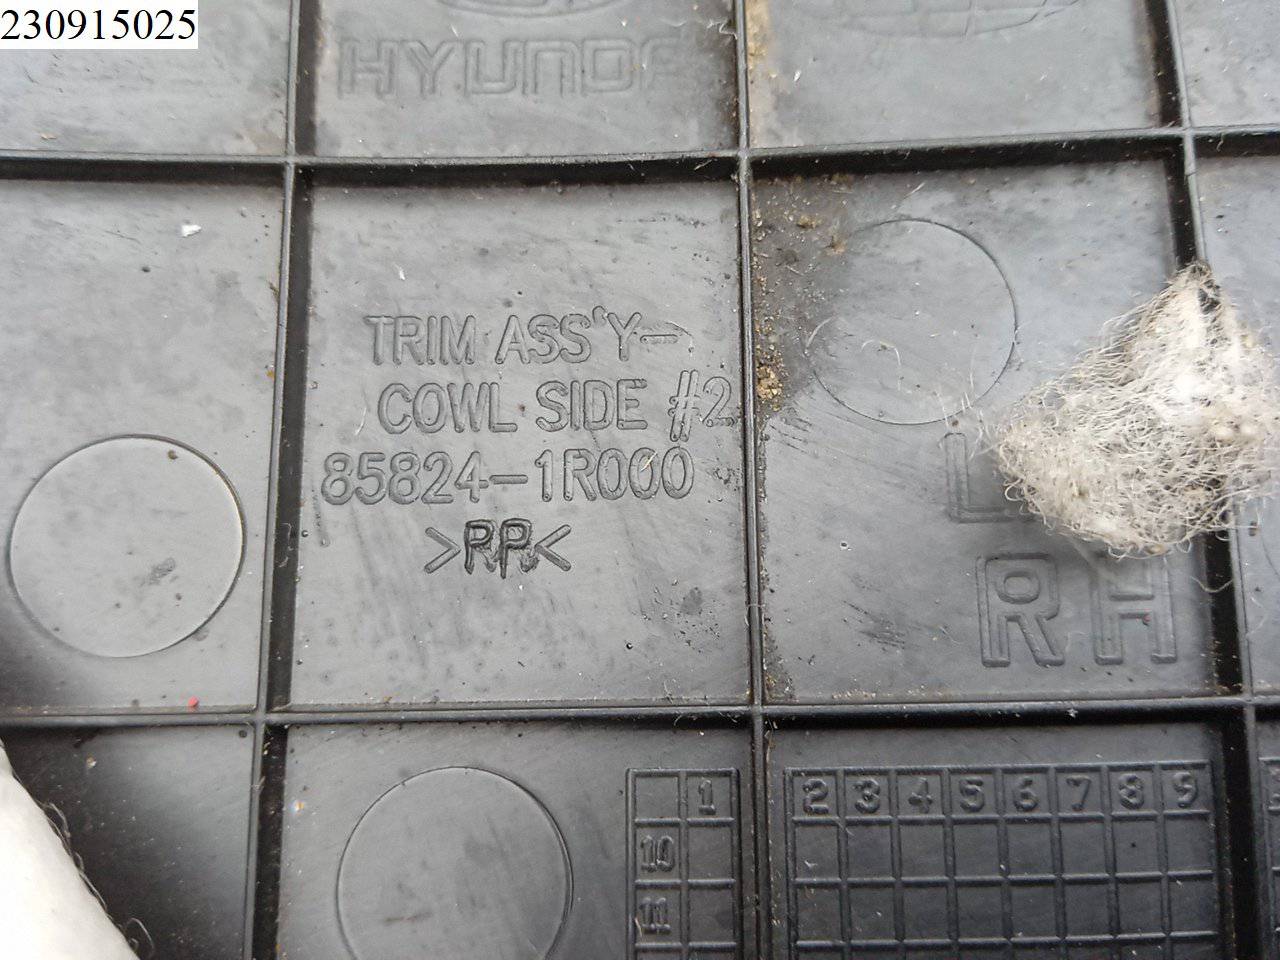 230915025
HYUNDA
TRIM ASS'Y-
COWL SIDE #2
85824-1R000
>PP<
RH
1 2 3 4 5 6 7 8 9
10
11